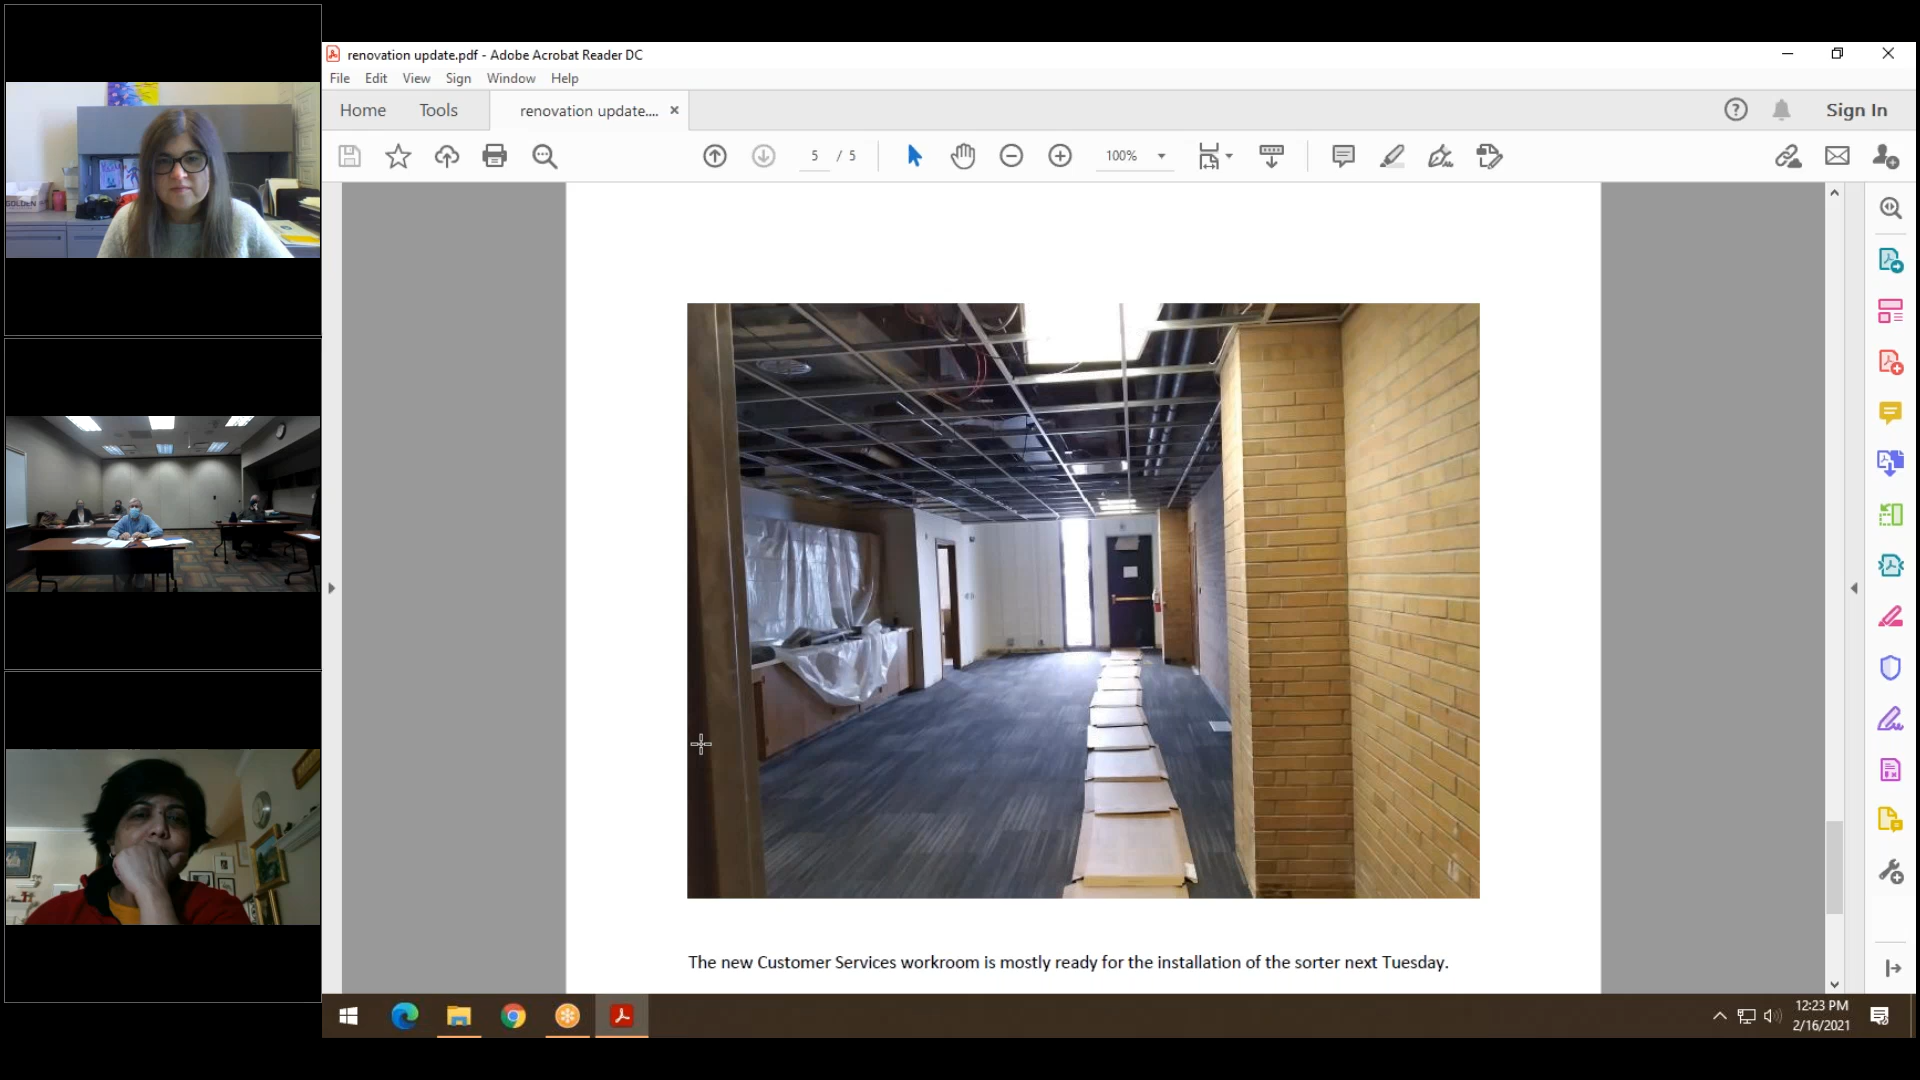 renovation update.pdf - Adobe Acrobat Reader DC
File Edit View Sign Window Help
Home Tools renovation update.... Sign In
5 / 5 100%
GOLDEN
The new Customer Services workroom is mostly ready for the installation of the sorter next Tuesday.
12:23 PM
2/16/2021